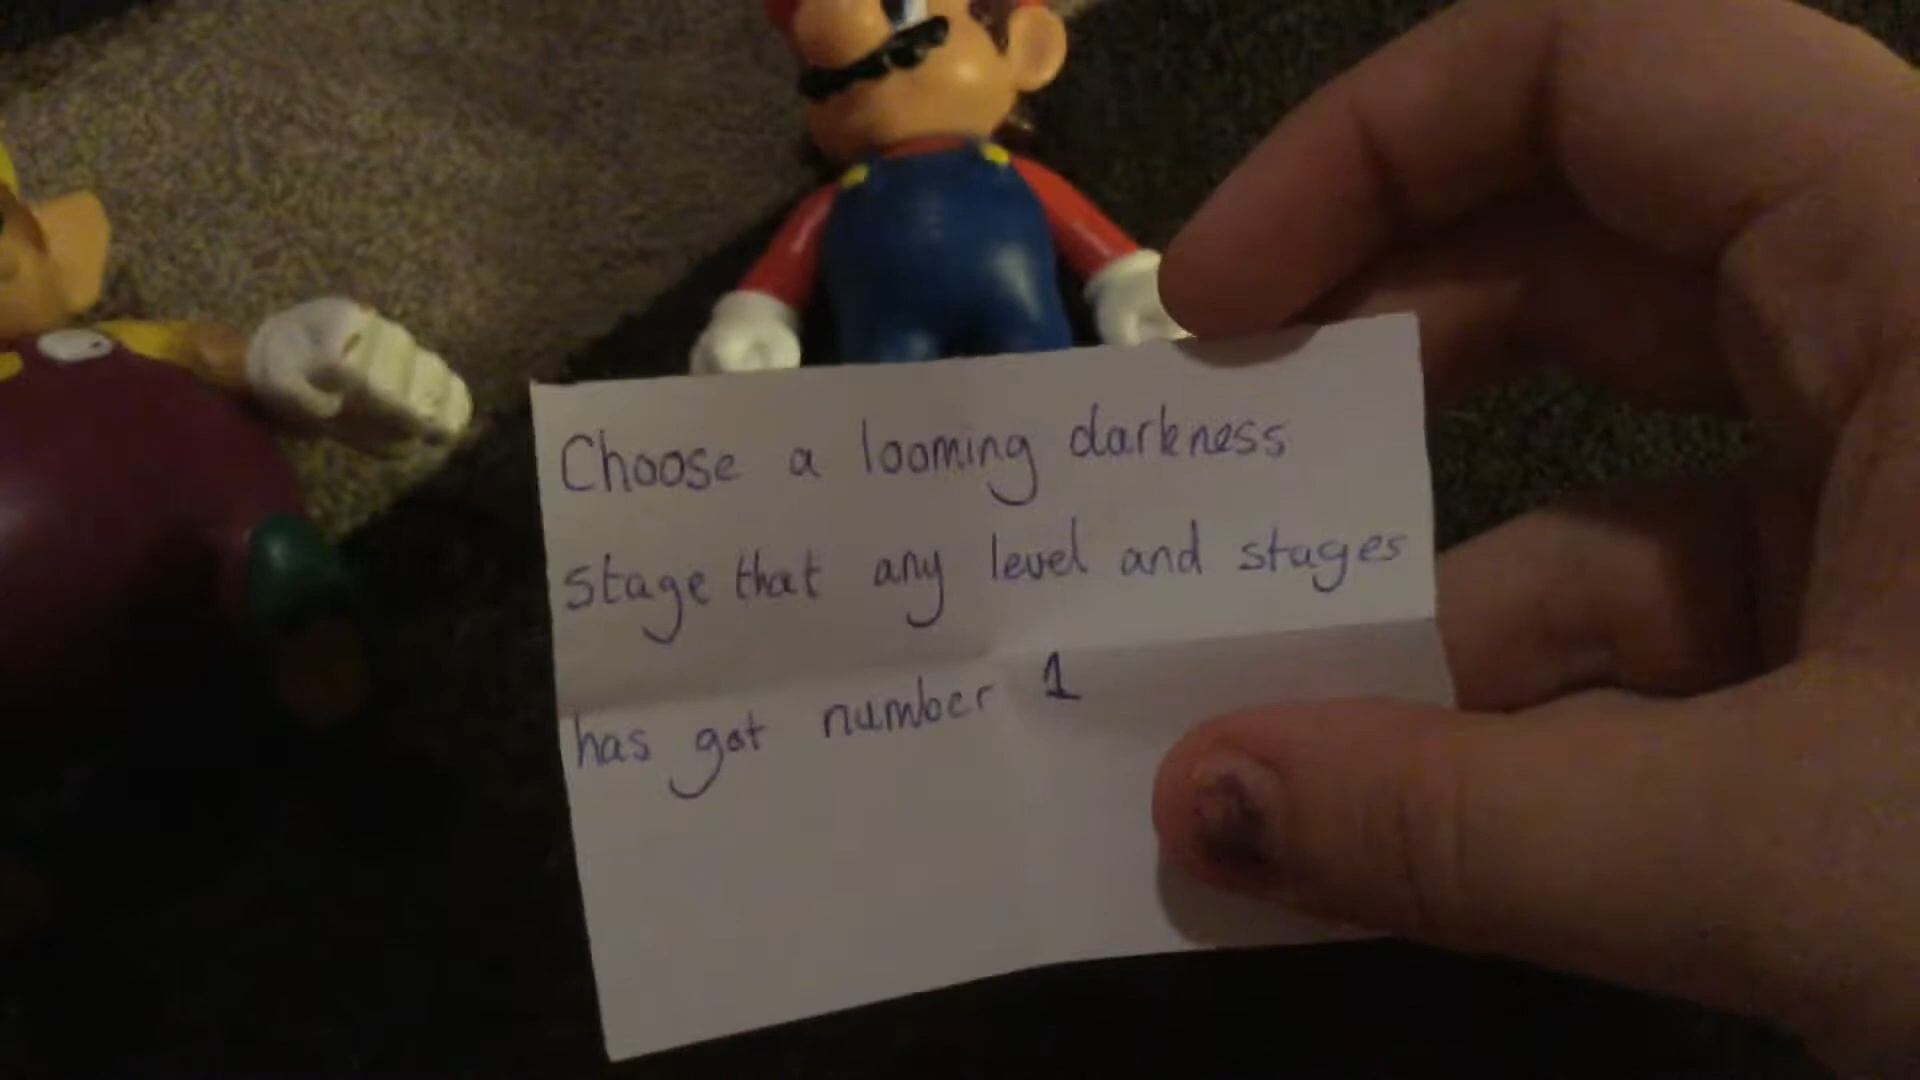 Choose a looming darkness
stage that any level and stages
has got number 1